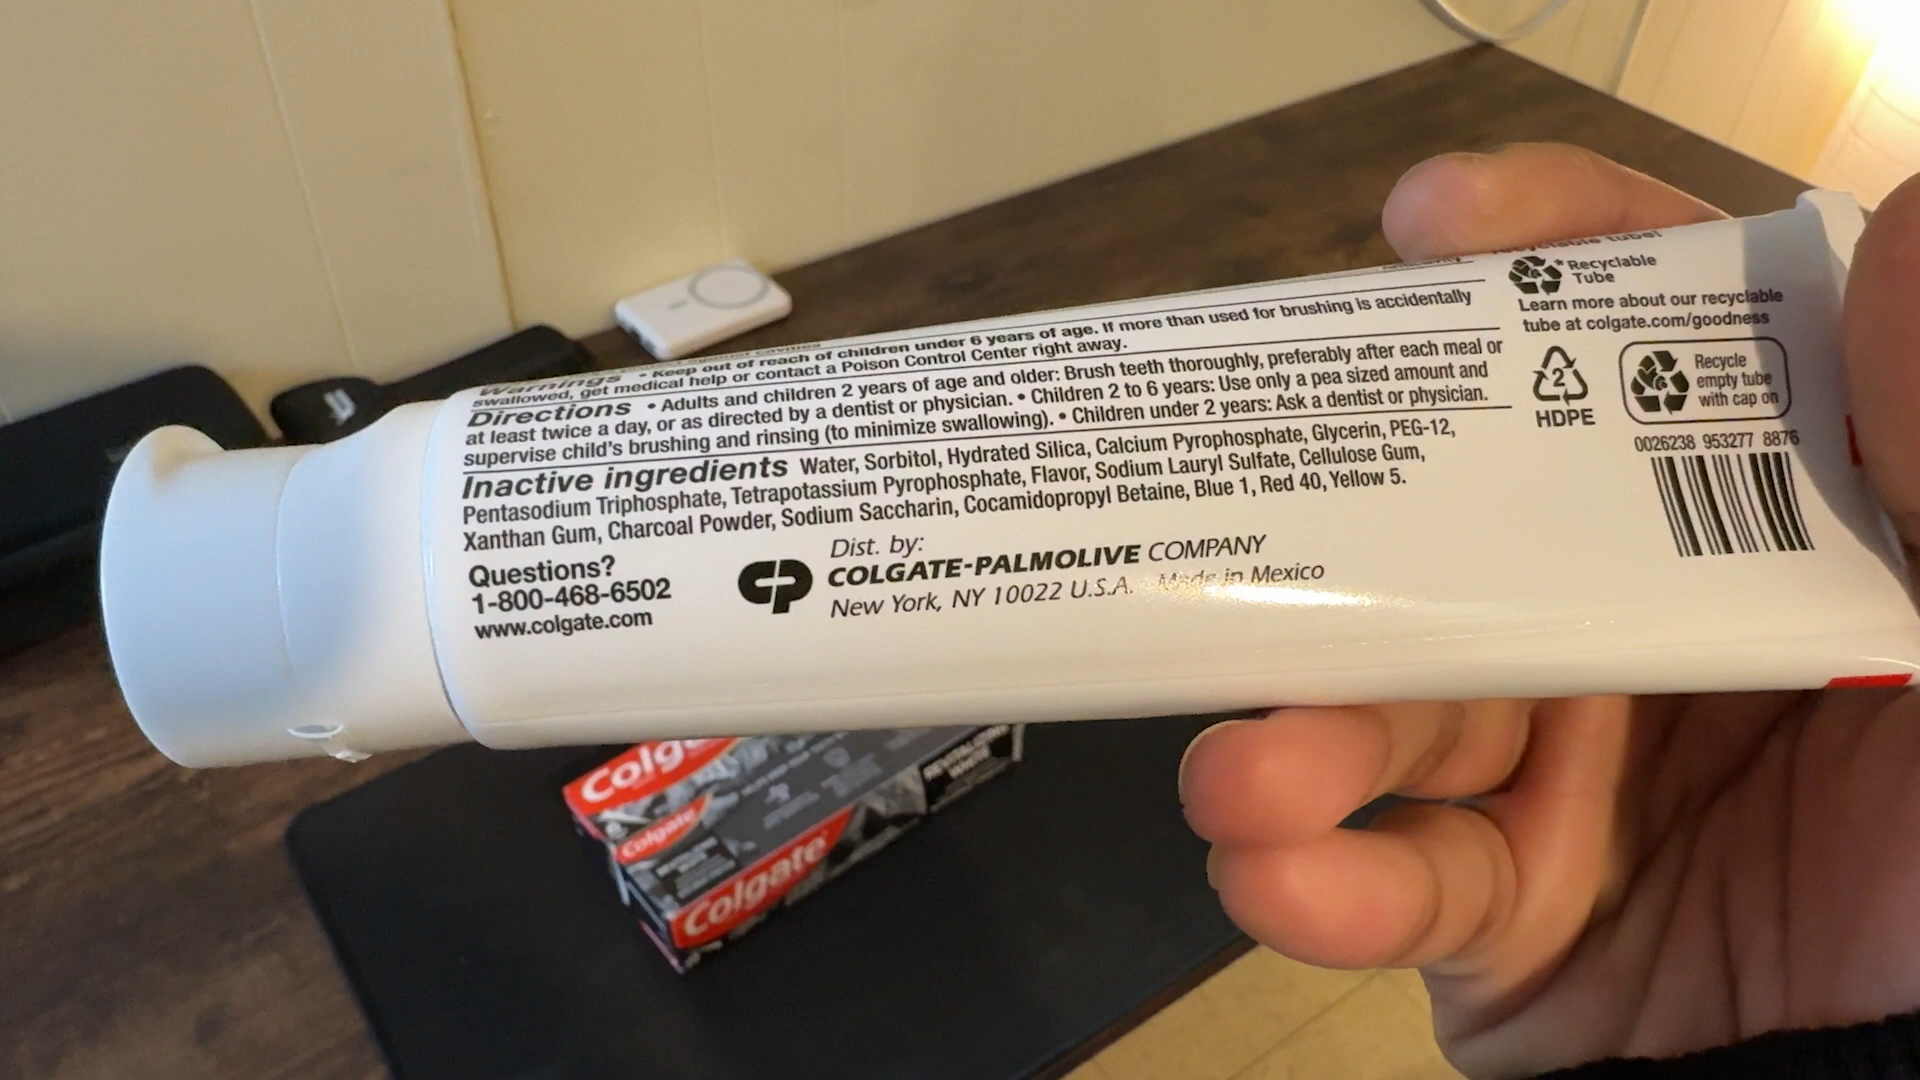 recyclable tube!
Recyclable
Tube
Learn more about our recyclable
tube at colgate.com/goodness
2
HDPE
Recycle
empty tube
with cap on
0026238 953277 8876
Warnings • Keep out of reach of children under 6 years of age. If more than used for brushing is accidentally
swallowed, get medical help or contact a Poison Control Center right away.
Directions • Adults and children 2 years of age and older: Brush teeth thoroughly, preferably after each meal or
at least twice a day, or as directed by a dentist or physician. • Children 2 to 6 years: Use only a pea sized amount and
supervise child's brushing and rinsing (to minimize swallowing). • Children under 2 years: Ask a dentist or physician.
Inactive ingredients Water, Sorbitol, Hydrated Silica, Calcium Pyrophosphate, Glycerin, PEG-12,
Pentasodium Triphosphate, Tetrapotassium Pyrophosphate, Flavor, Sodium Lauryl Sulfate, Cellulose Gum,
Xanthan Gum, Charcoal Powder, Sodium Saccharin, Cocamidopropyl Betaine, Blue 1, Red 40, Yellow 5.
Questions?
1-800-468-6502
www.colgate.com
CP
Dist. by:
COLGATE-PALMOLIVE COMPANY
New York, NY 10022 U.S.A. Made in Mexico
Colg
Colgate
Colgate